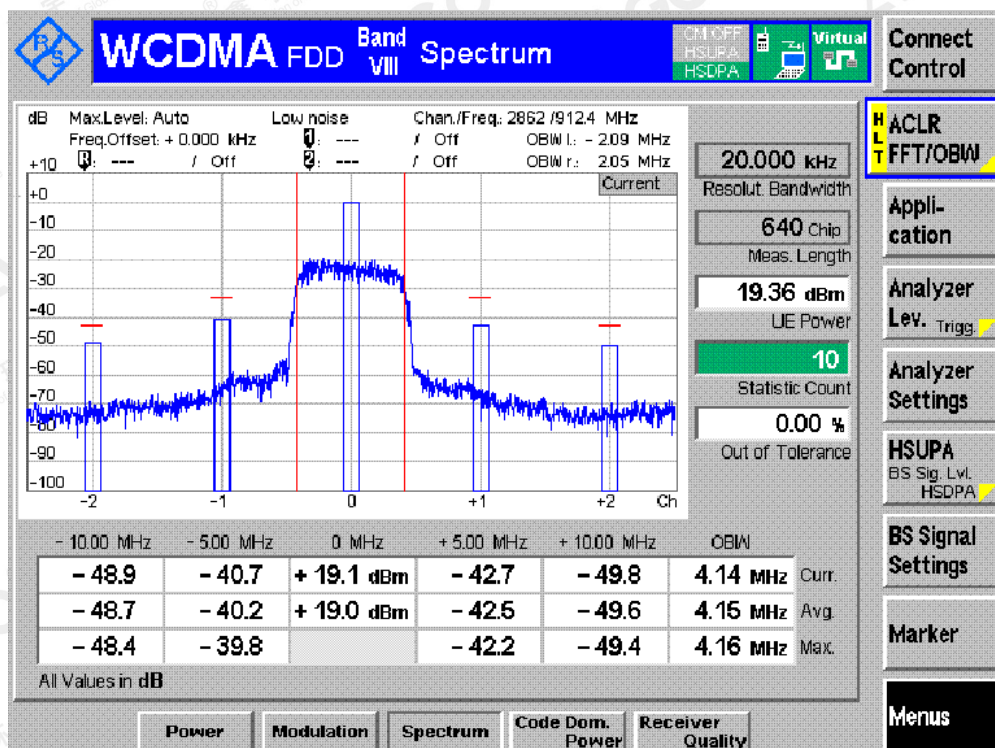 R S
WCDMA FDD Band VIII Spectrum
CM OFF
HSUPA
HSDPA
Virtual
Connect
Control
dB Max.Level: Auto Low noise Chan./Freq.: 2862 /912.4 MHz
Freq.Offset: + 0.000 kHz 1: --- / Off OBW l.: – 2.09 MHz
+10 R: --- / Off 2: --- / Off OBW r.: 2.05 MHz
Current
+0
-10
-20
-30
-40
-50
-60
-70
-80
-90
-100
-2 -1 0 +1 +2 Ch
20.000 kHz
Resolut. Bandwidth
640 Chip
Meas. Length
19.36 dBm
UE Power
10
Statistic Count
0.00 %
Out of Tolerance
H L T
ACLR
FFT/OBW
Appli-
cation
Analyzer
Lev. Trigg.
Analyzer
Settings
HSUPA
BS Sig. Lvl.
HSDPA
BS Signal
Settings
Marker
Menus
– 10.00 MHz – 5.00 MHz 0 MHz + 5.00 MHz + 10.00 MHz OBW
– 48.9 – 40.7 + 19.1 dBm – 42.7 – 49.8 4.14 MHz Curr.
– 48.7 – 40.2 + 19.0 dBm – 42.5 – 49.6 4.15 MHz Avg.
– 48.4 – 39.8 – 42.2 – 49.4 4.16 MHz Max.
All Values in dB
Power
Modulation
Spectrum
Code Dom.
Power
Receiver
Quality